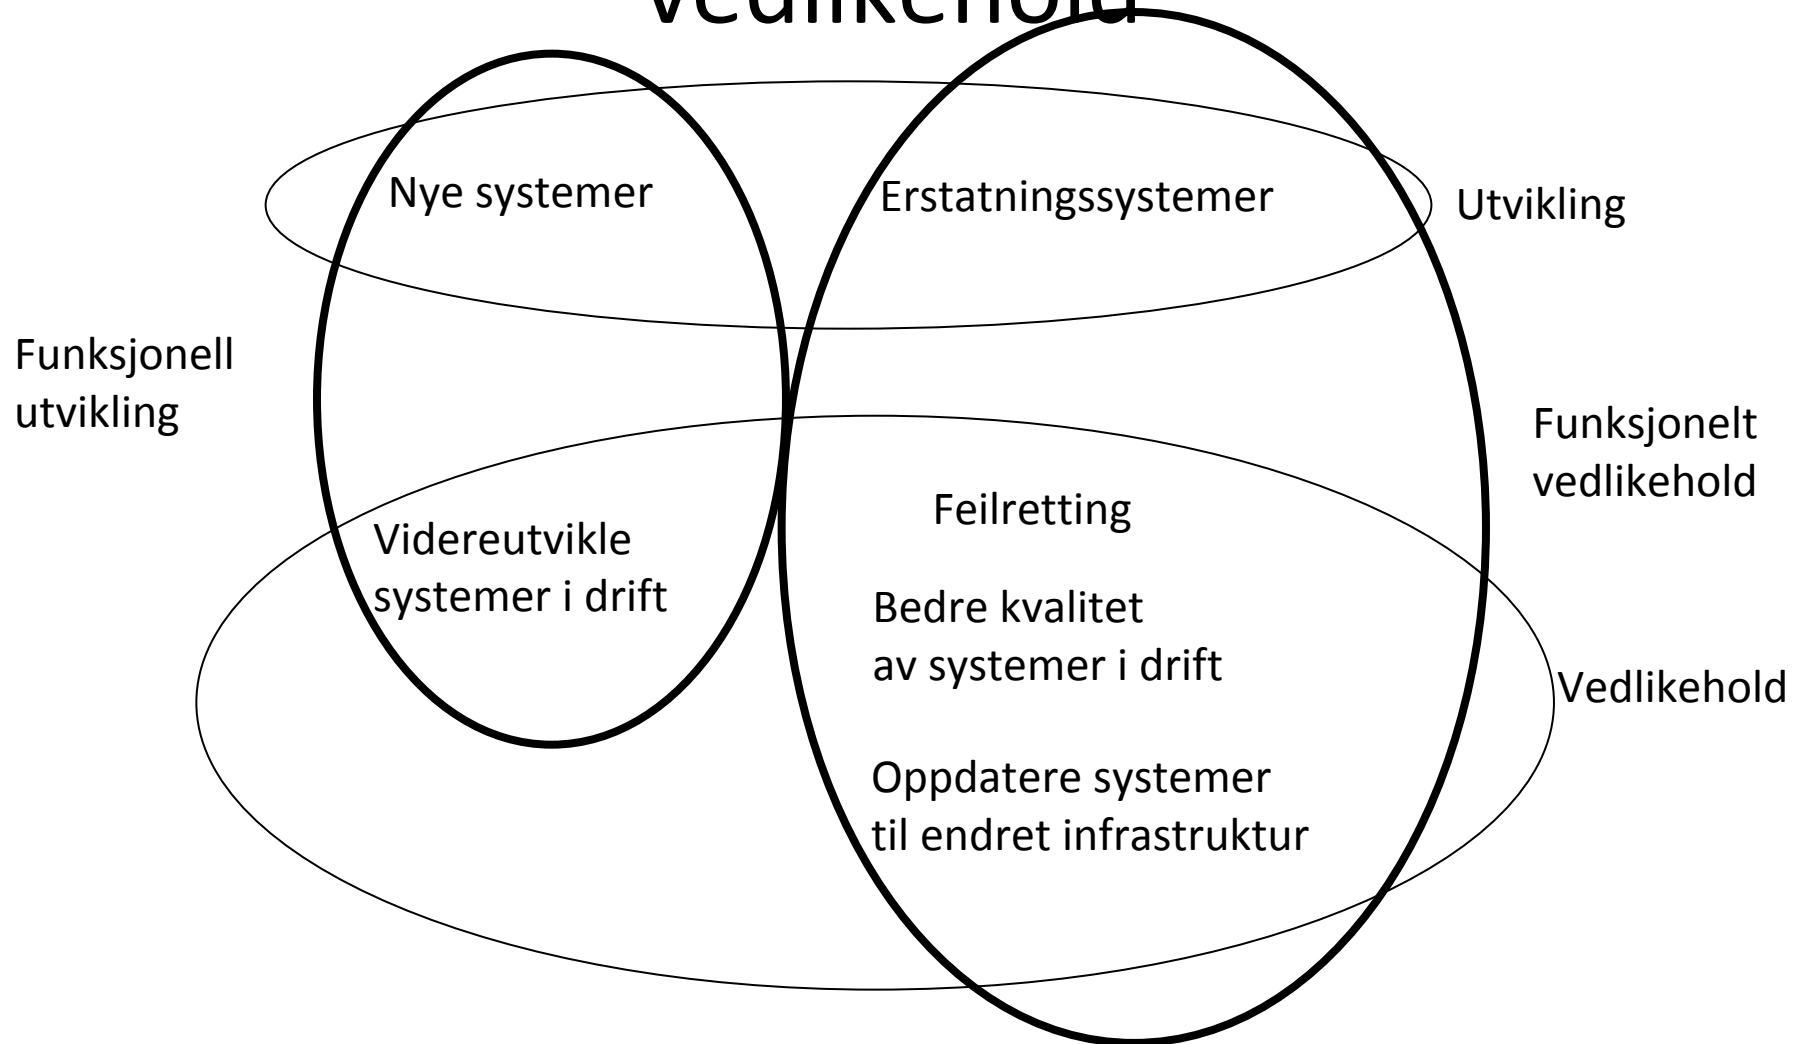 vedlikehold
Nye systemer
Erstatningssystemer
Utvikling
Funksjonell
utvikling
Funksjonelt
vedlikehold
Feilretting
Videreutvikle
systemer i drift
Bedre kvalitet
av systemer i drift
Vedlikehold
Oppdatere systemer
til endret infrastruktur